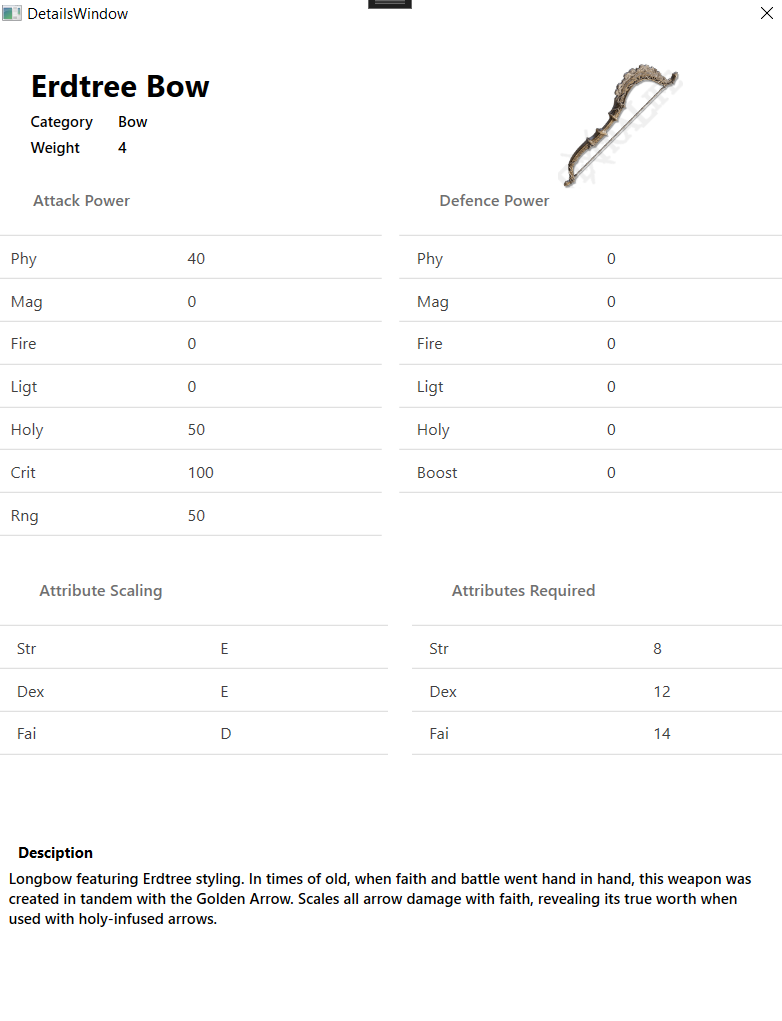 DetailsWindow
Erdtree Bow
Category Bow
Weight 4
Attack Power
Phy 40
Mag 0
Fire 0
Ligt 0
Holy 50
Crit 100
Rng 50
Defence Power
Phy 0
Mag 0
Fire 0
Ligt 0
Holy 0
Boost 0
Attribute Scaling
Str E
Dex E
Fai D
Attributes Required
Str 8
Dex 12
Fai 14
Desciption
Longbow featuring Erdtree styling. In times of old, when faith and battle went hand in hand, this weapon was
created in tandem with the Golden Arrow. Scales all arrow damage with faith, revealing its true worth when
used with holy-infused arrows.